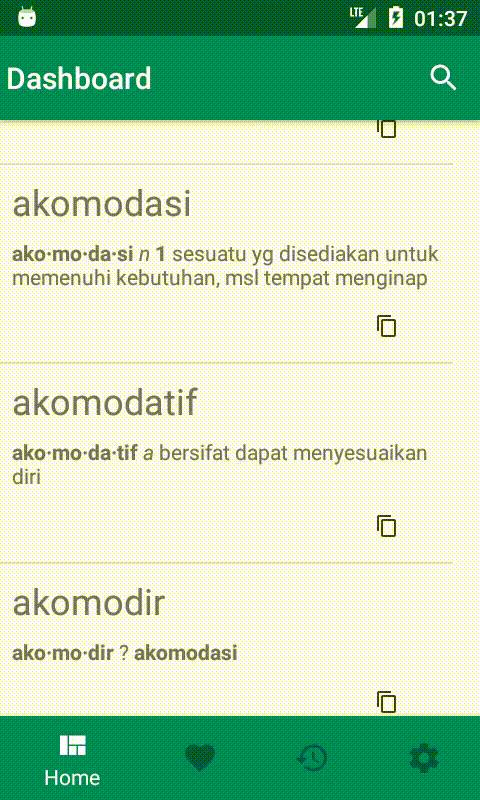 LTE 01:37
Dashboard
akomodasi
ako·mo·da·si n 1 sesuatu yg disediakan untuk
memenuhi kebutuhan, msl tempat menginap
akomodatif
ako·mo·da·tif a bersifat dapat menyesuaikan
diri
akomodir
ako·mo·dir ? akomodasi
Home